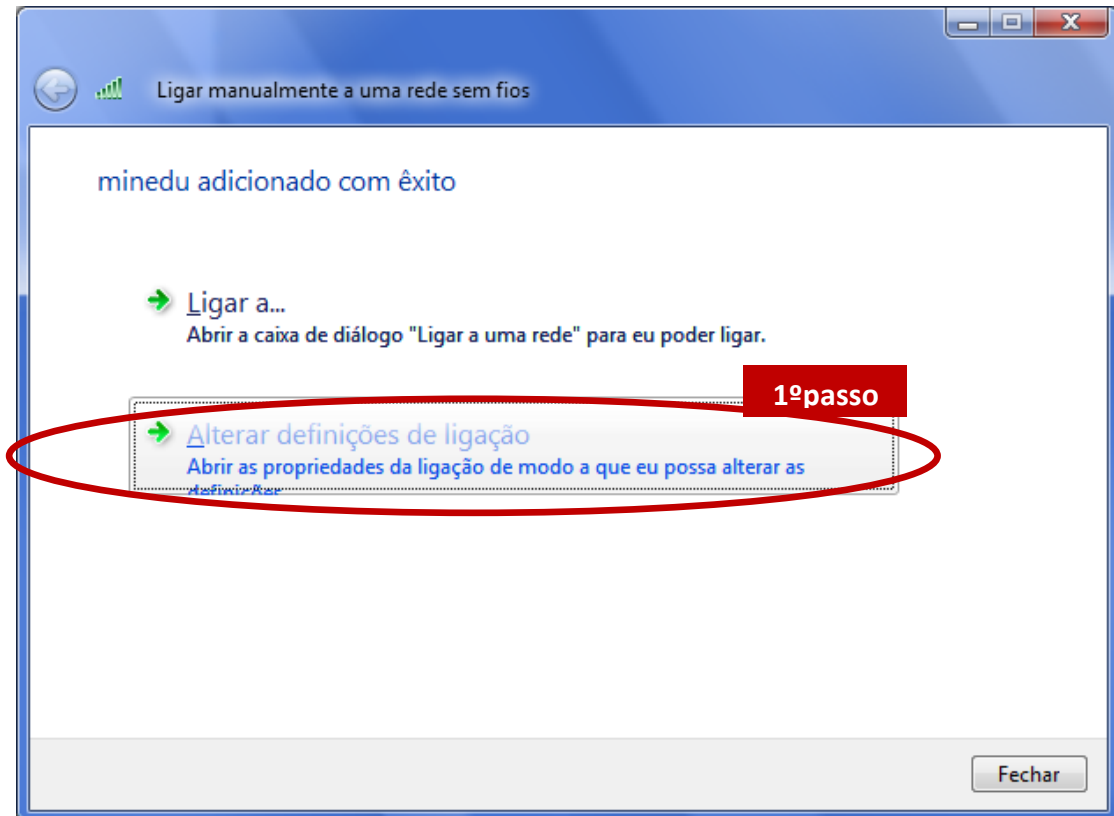 Ligar manualmente a uma rede sem fios
minedu adicionado com êxito
Ligar a...
Abrir a caixa de diálogo "Ligar a uma rede" para eu poder ligar.
1ºpasso
Alterar definições de ligação
Abrir as propriedades da ligação de modo a que eu possa alterar as
definições
Fechar